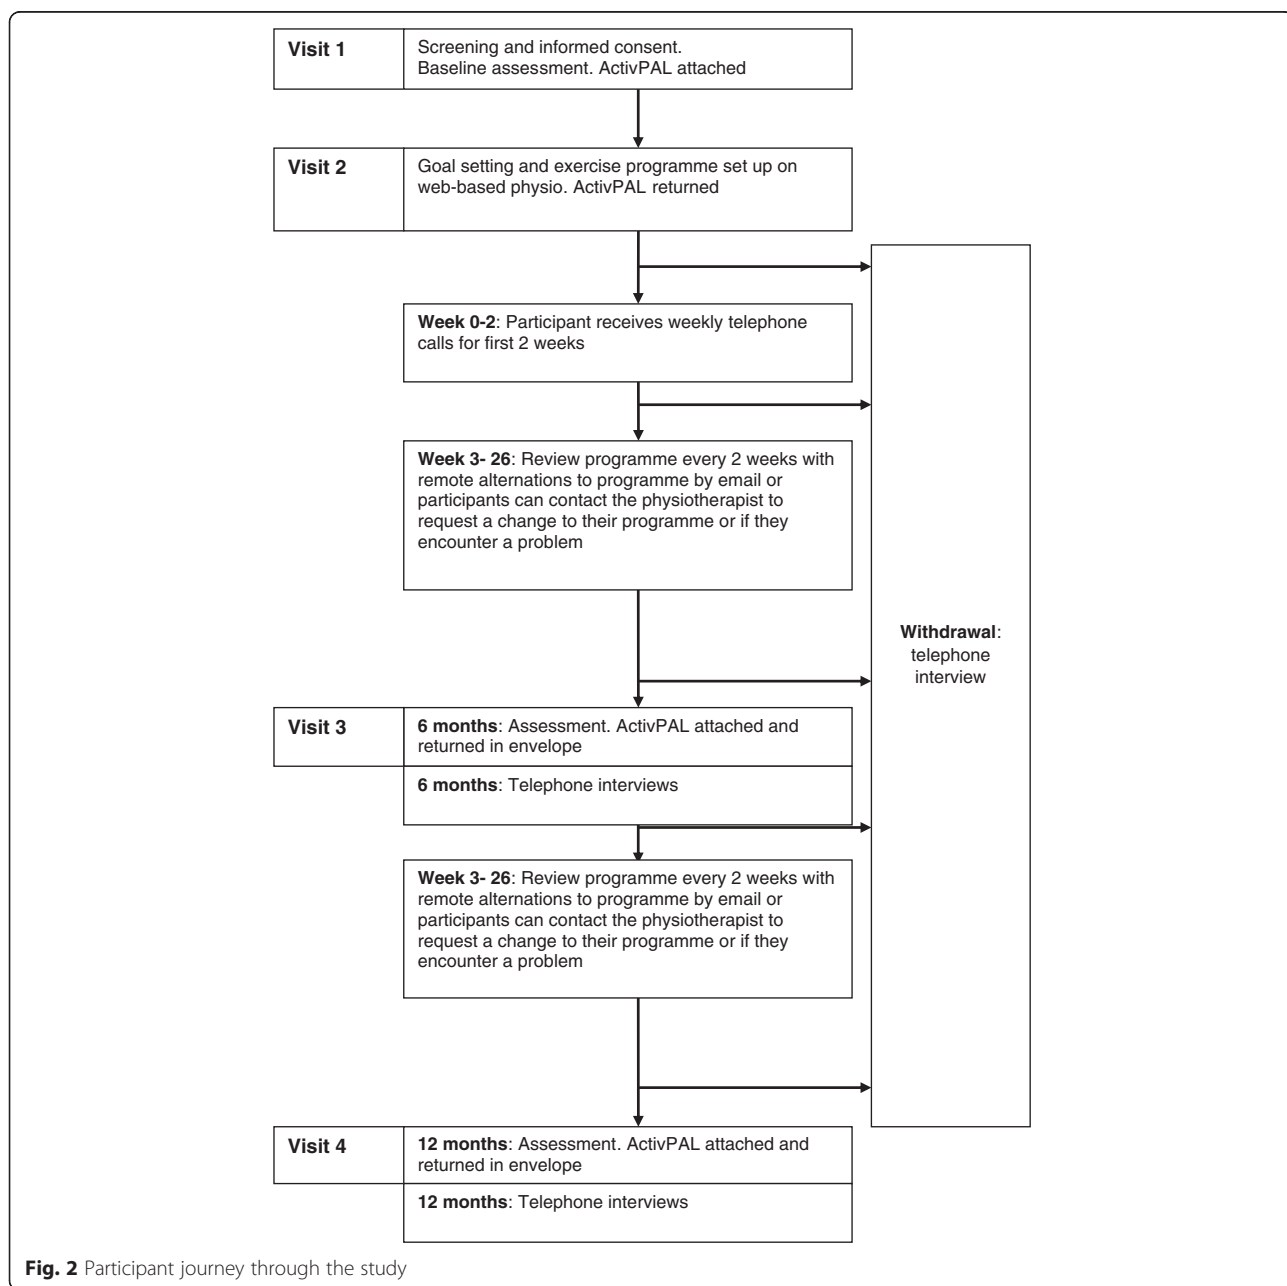 Visit 1
Screening and informed consent.
Baseline assessment. ActivPAL attached
Visit 2
Goal setting and exercise programme set up on
web-based physio. ActivPAL returned
Week 0-2: Participant receives weekly telephone
calls for first 2 weeks
Week 3- 26: Review programme every 2 weeks with
remote alternations to programme by email or
participants can contact the physiotherapist to
request a change to their programme or if they
encounter a problem
Withdrawal:
telephone
interview
Visit 3
6 months: Assessment. ActivPAL attached and
returned in envelope
6 months: Telephone interviews
Week 3- 26: Review programme every 2 weeks with
remote alternations to programme by email or
participants can contact the physiotherapist to
request a change to their programme or if they
encounter a problem
Visit 4
12 months: Assessment. ActivPAL attached and
returned in envelope
12 months: Telephone interviews
Fig. 2 Participant journey through the study